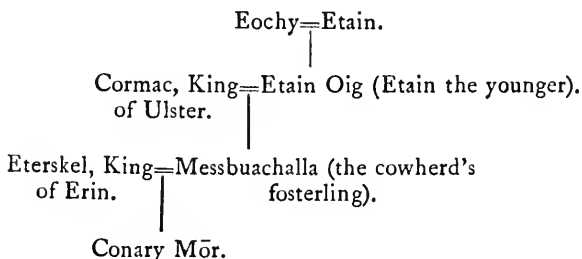 Eochy=Etain.
Cormac, King=Etain Oig (Etain the younger).
of Ulster.
Eterskel, King=Messbuachalla (the cowherd's
of Erin. fosterling).
Conary Mōr.